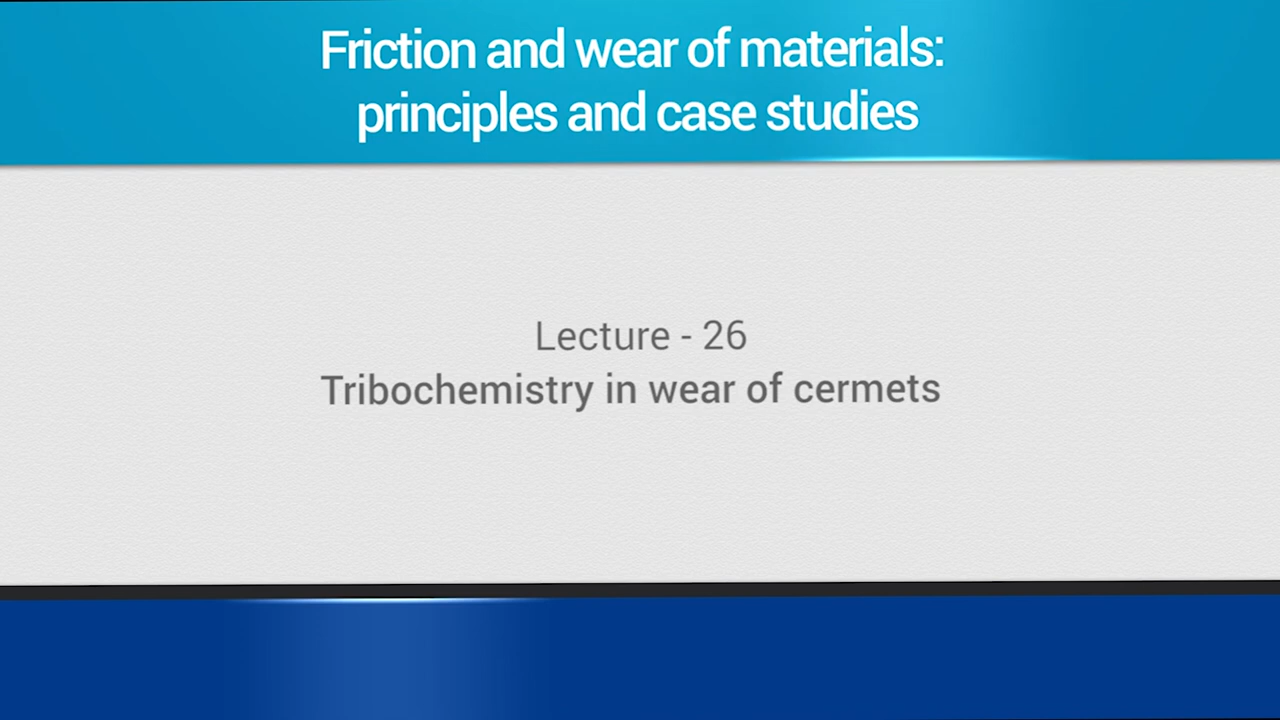 Friction and wear of materials:
principles and case studies
Lecture - 26
Tribochemistry in wear of cermets